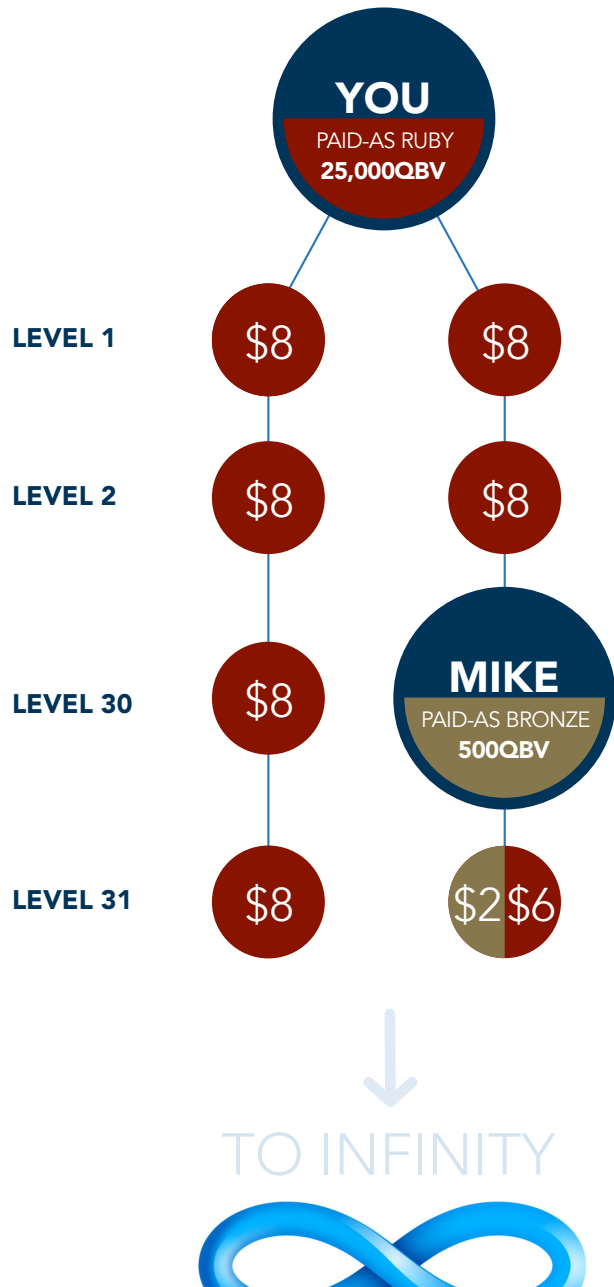 YOU
PAID-AS RUBY
25,000QBV
LEVEL 1
$8
$8
LEVEL 2
$8
$8
LEVEL 30
$8
MIKE
PAID-AS BRONZE
500QBV
LEVEL 31
$8
$2 $6
TO INFINITY